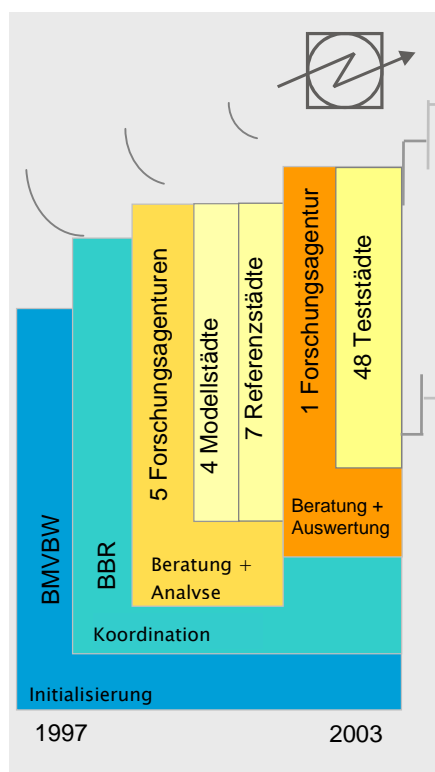 BMVBW
Initialisierung
BBR
Koordination
5 Forschungsagenturen
4 Modellstädte
7 Referenzstädte
Beratung +
Analvse
1 Forschungsagentur
48 Teststädte
Beratung +
Auswertung
1997
2003